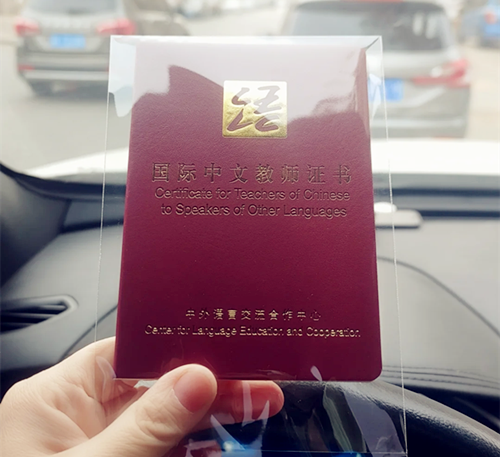 语
国际中文教师证书
Certificate for Teachers of Chinese
to Speakers of Other Languages
中外语言交流合作中心
Center for Language Education and Cooperation